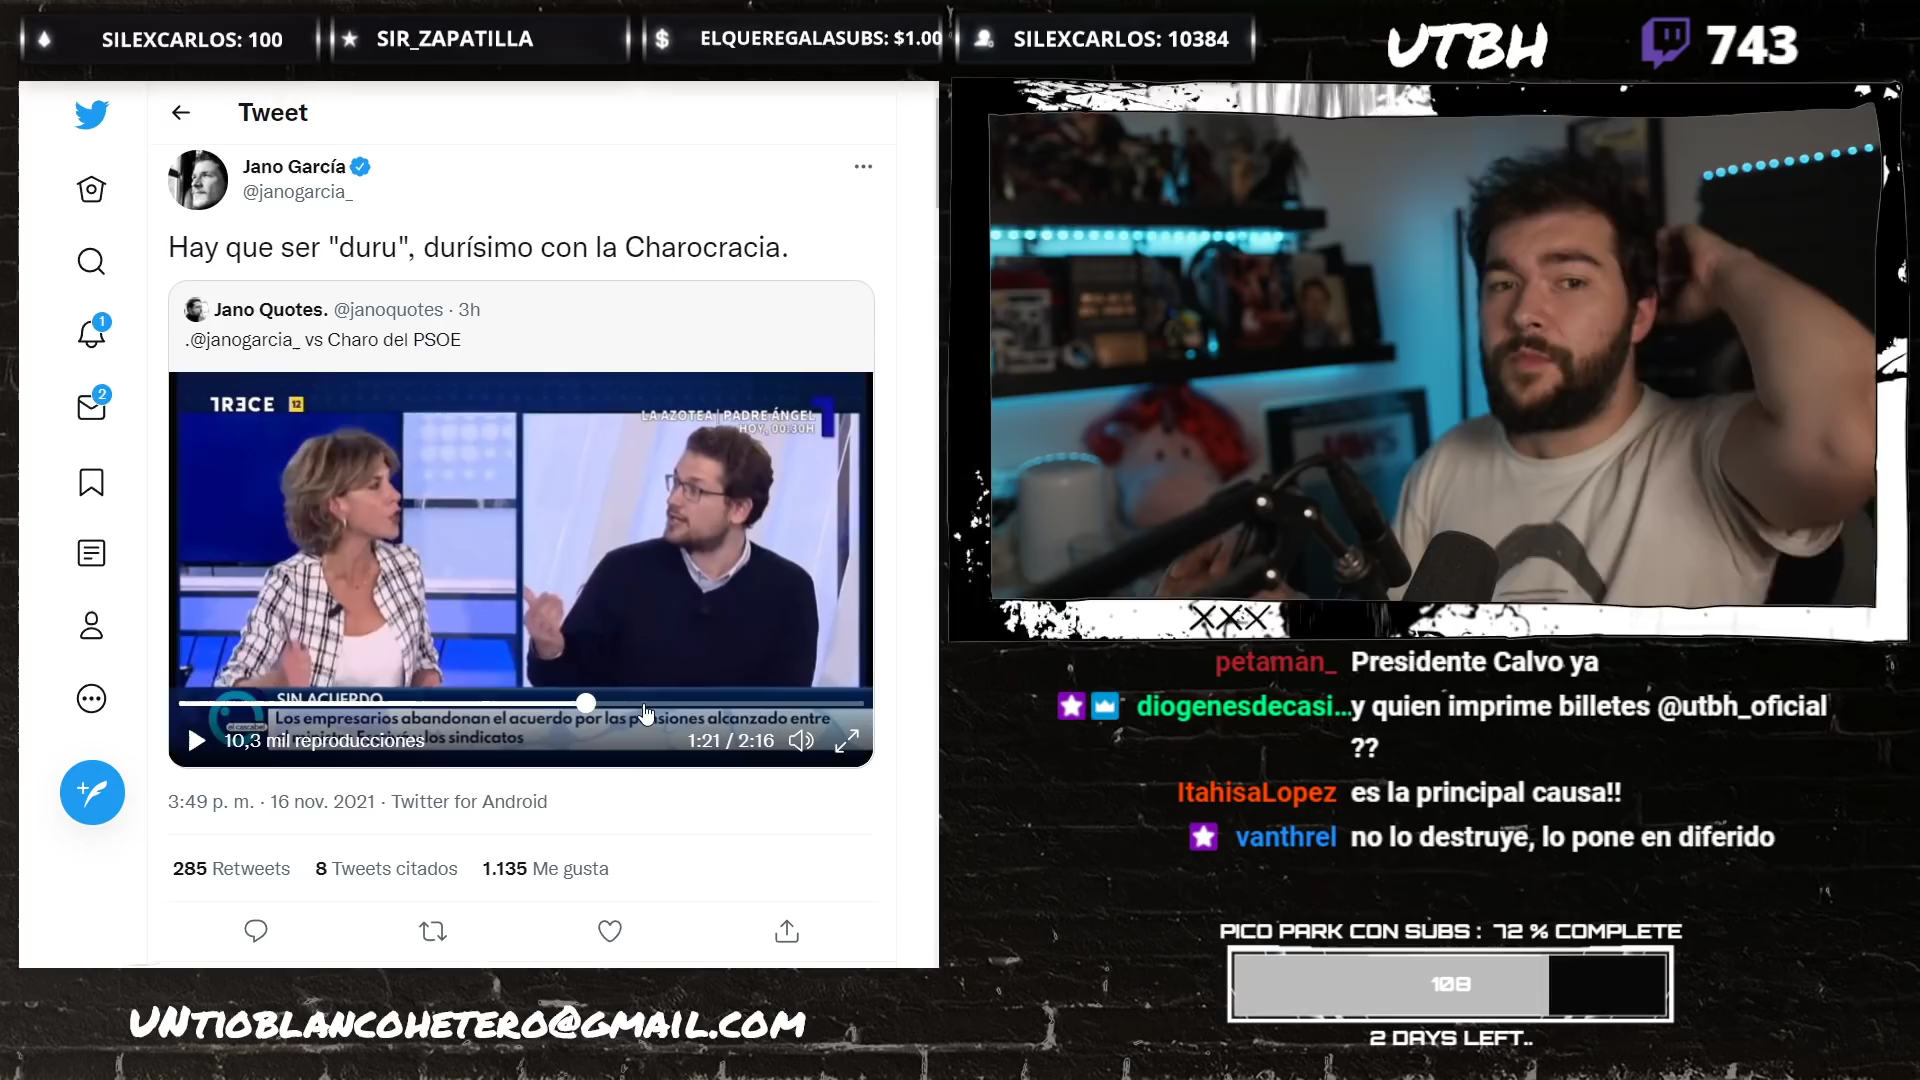 SILEXCARLOS: 100
SIR_ZAPATILLA
$ ELQUEREGALASUBS: $1.00
SILEXCARLOS: 10384
UTBH
743
Tweet
Jano García
@janogarcia_
Hay que ser "duru", durísimo con la Charocracia.
Jano Quotes. @janoquotes · 3h
.@janogarcia_ vs Charo del PSOE
TRECE 12
LA AZOTEA | PADRE ÁNGEL
HOY, 00:30H
SIN ACUERDO
Los empresarios abandonan el acuerdo por las pensiones alcanzado entre
los sindicatos
10,3 mil reproducciones
1:21 / 2:16
3:49 p. m. · 16 nov. 2021 · Twitter for Android
285 Retweets 8 Tweets citados 1.135 Me gusta
1
2
petaman_ Presidente Calvo ya
diogenesdecasi... y quien imprime billetes @utbh_oficial
??
ItahisaLopez es la principal causa!!
vanthrel no lo destruye, lo pone en diferido
PICO PARK CON SUBS : 72 % COMPLETE
108
2 DAYS LEFT..
UNtioblancohetero@gmail.com